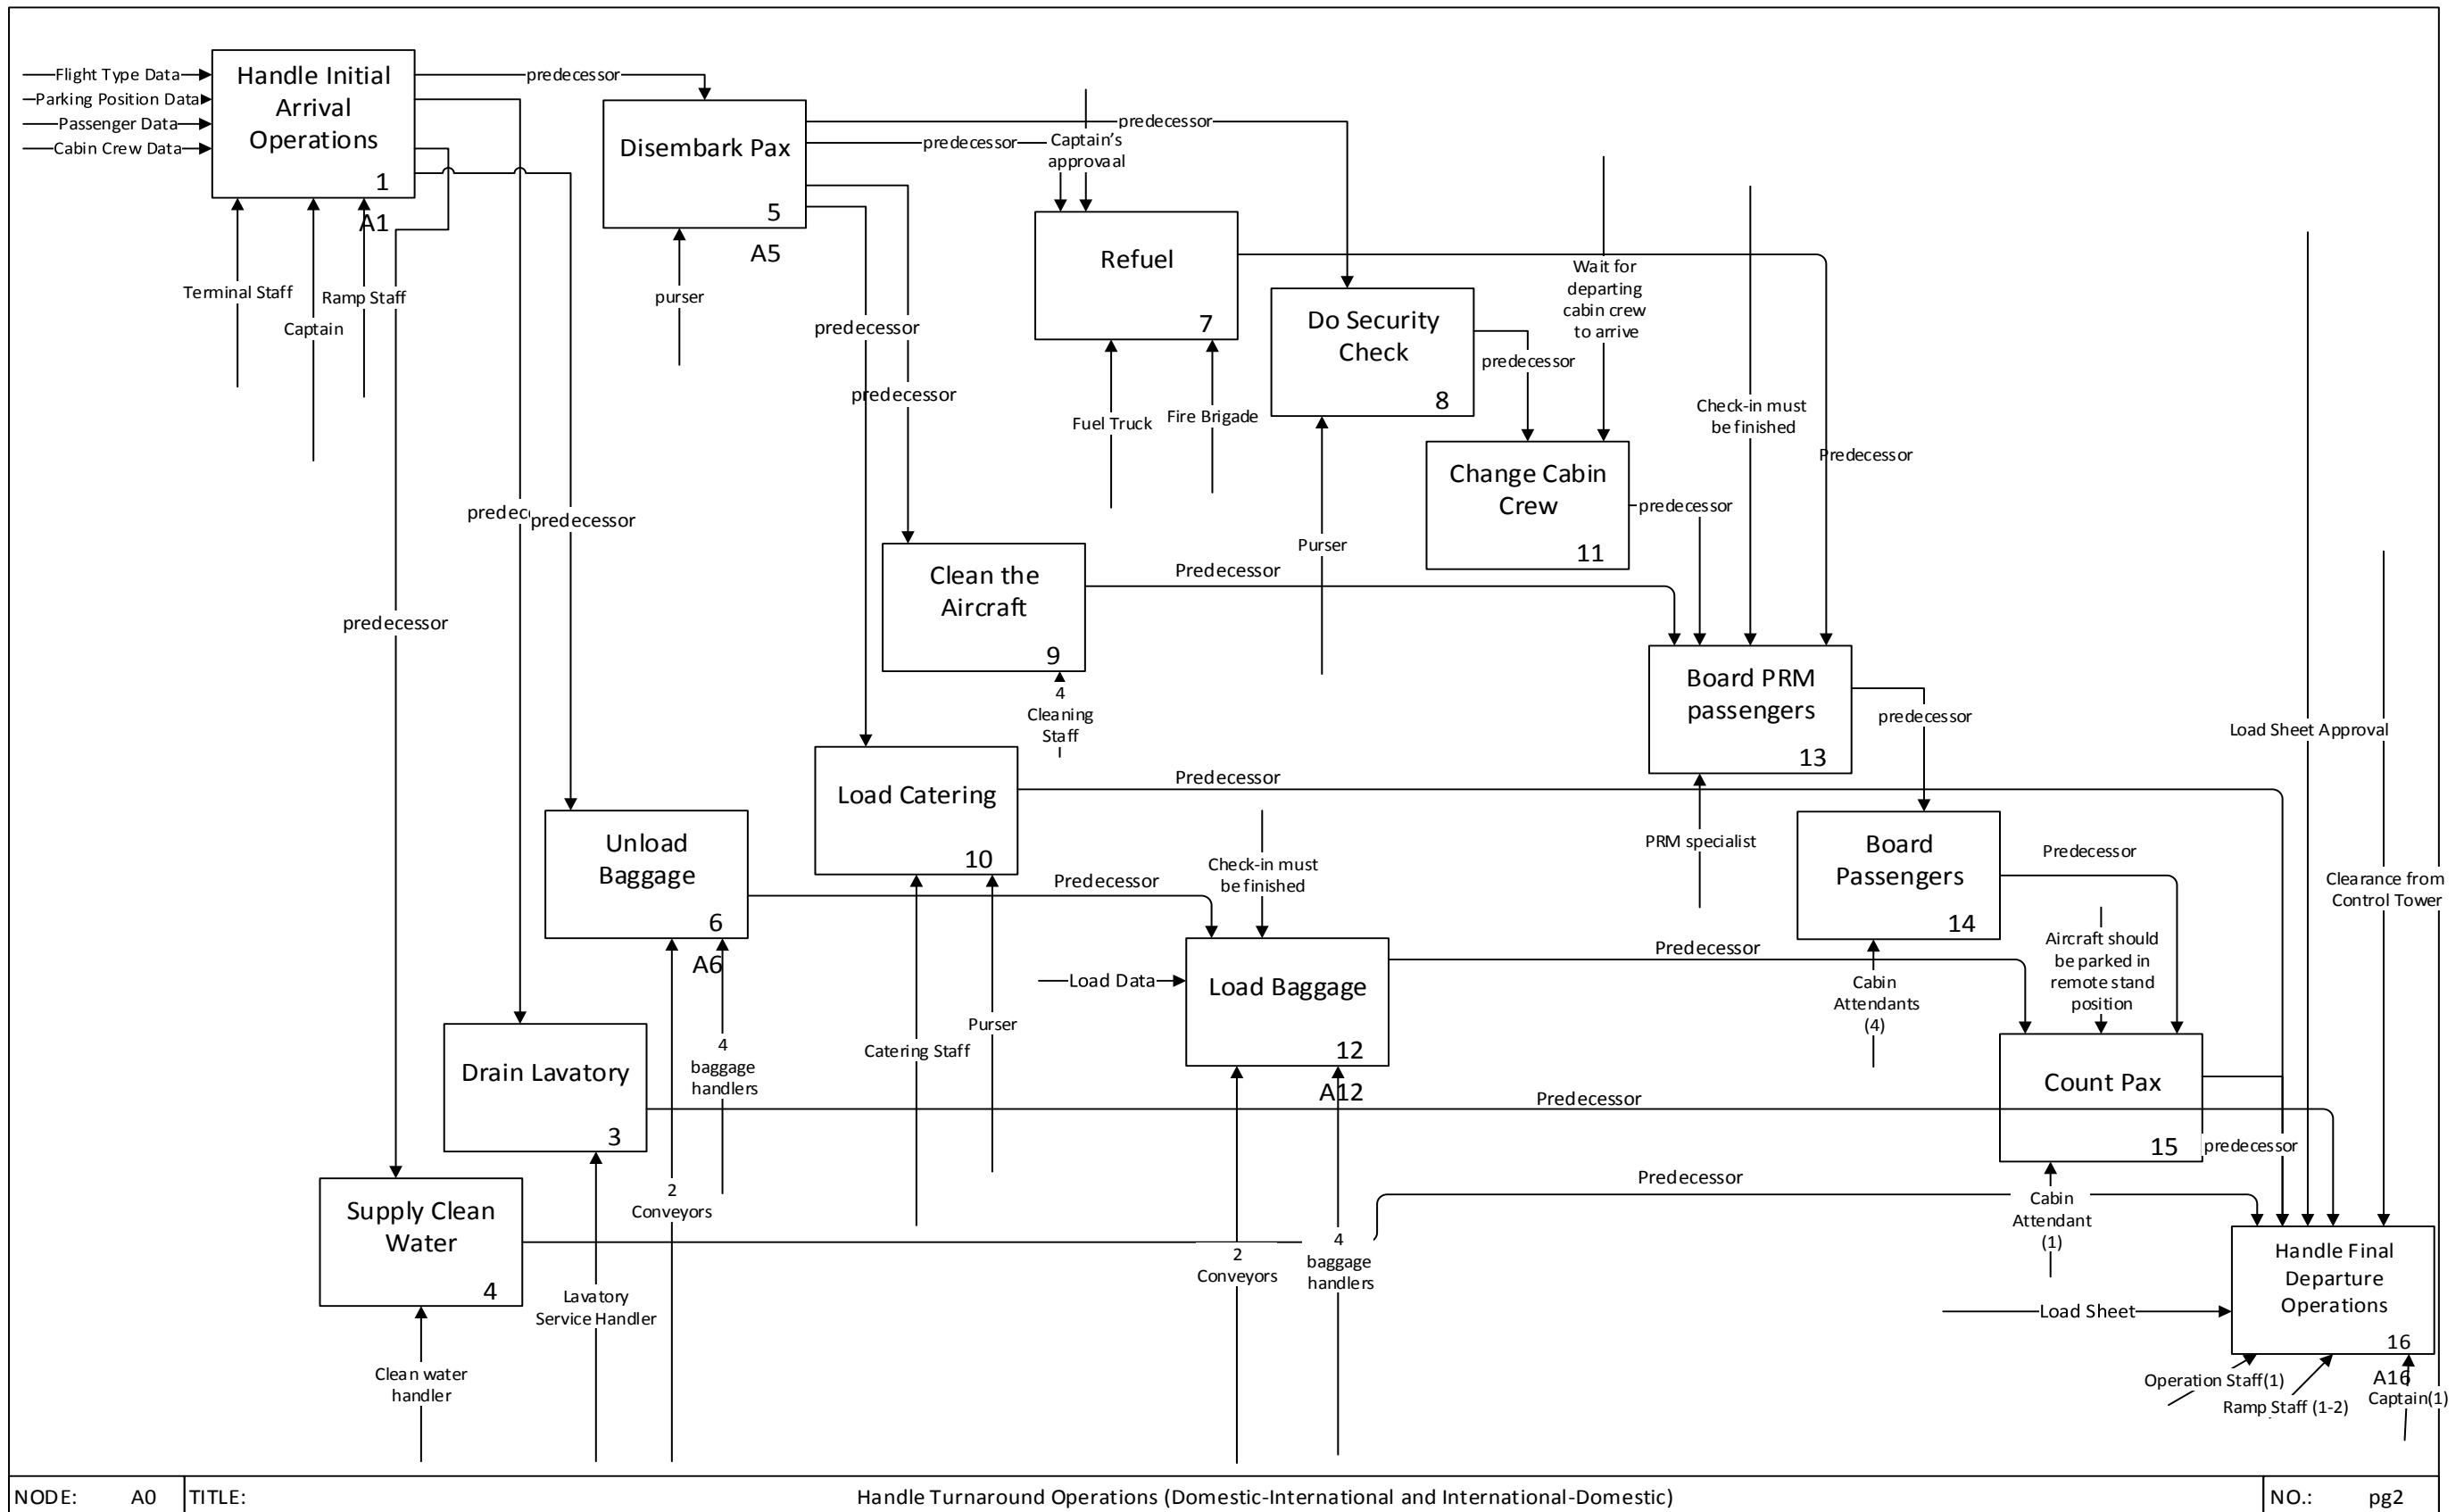 Flight Type Data
Parking Position Data
Passenger Data
Cabin Crew Data
Handle Initial
Arrival
Operations
1
A1
Terminal Staff
Captain
Ramp Staff
predecessor
Disembark Pax
5
A5
purser
predecessor
predecessor
Captain's
approvaal
Refuel
7
Fuel Truck
Fire Brigade
Do Security
Check
8
Purser
predecessor
Wait for
departing
cabin crew
to arrive
Change Cabin
Crew
11
predecessor
Check-in must
be finished
Predecessor
predecessor
predecessor
predec
predecessor
predecessor
Clean the
Aircraft
9
4
Cleaning
Staff
Predecessor
Board PRM
passengers
13
PRM specialist
predecessor
Load Sheet Approval
Clearance from
Control Tower
Load Catering
10
Catering Staff
Purser
Predecessor
Unload
Baggage
6
A6
2
Conveyors
4
baggage
handlers
Predecessor
Check-in must
be finished
Load Data
Load Baggage
12
A12
2
Conveyors
4
baggage
handlers
Predecessor
Board
Passengers
14
Cabin
Attendants
(4)
Predecessor
Aircraft should
be parked in
remote stand
position
Count Pax
15
Cabin
Attendant
(1)
predecessor
Drain Lavatory
3
Lavatory
Service Handler
Predecessor
Supply Clean
Water
4
Clean water
handler
Predecessor
Handle Final
Departure
Operations
16
A16
Load Sheet
Operation Staff(1)
Ramp Staff (1-2)
Captain(1)
NODE: A0
TITLE:
Handle Turnaround Operations (Domestic-International and International-Domestic)
NO.: pg2